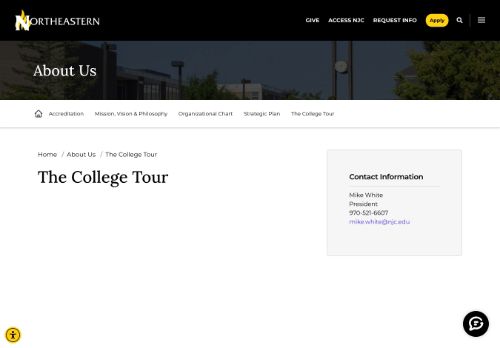 NORTHEASTERN
GIVE ACCESS NJC REQUEST INFO Apply
About Us
Accreditation Mission, Vision & Philosophy Organizational Chart Strategic Plan The College Tour
Home / About Us / The College Tour
The College Tour
Contact Information
Mike White
President
970-521-6607
mike.white@njc.edu